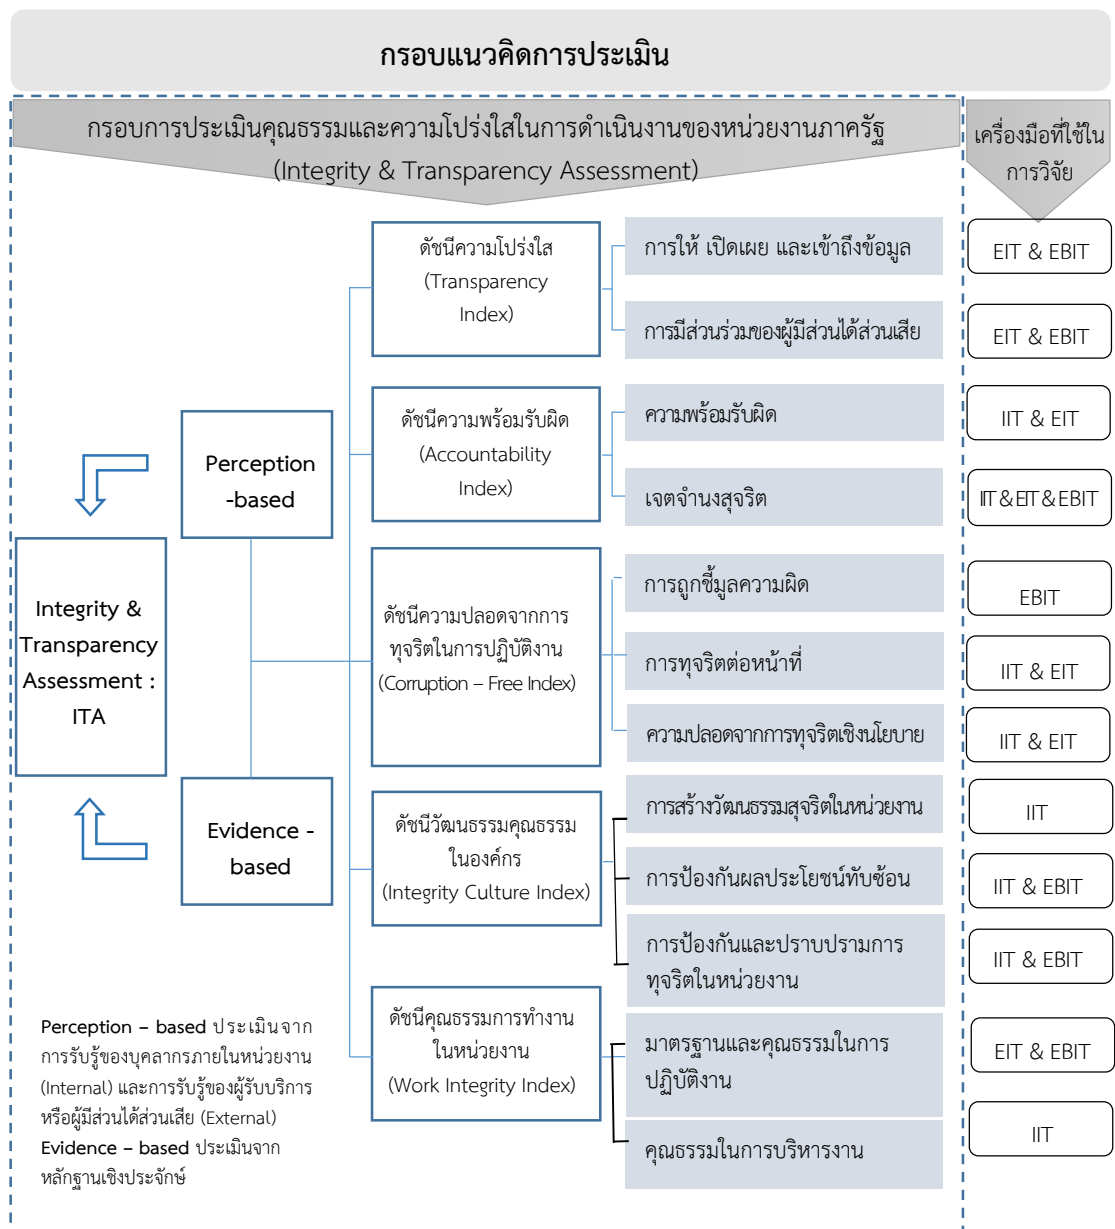 กรอบแนวคิดการประเมิน
กรอบการประเมินคุณธรรมและความโปร่งใสในการดำเนินงานของหน่วยงานภาครัฐ
(Integrity & Transparency Assessment)
เครื่องมือที่ใช้ใน
การวิจัย
ดัชนีความโปร่งใส
(Transparency
Index)
การให้ เปิดเผย และเข้าถึงข้อมูล
EIT & EBIT
การมีส่วนร่วมของผู้มีส่วนได้ส่วนเสีย
EIT & EBIT
ดัชนีความพร้อมรับผิด
(Accountability
Index)
ความพร้อมรับผิด
IIT & EIT
เจตจำนงสุจริต
IIT & EIT & EBIT
Perception
-based
Integrity &
Transparency
Assessment :
ITA
ดัชนีความปลอดจากการ
ทุจริตในการปฏิบัติงาน
(Corruption – Free Index)
การถูกชี้มูลความผิด
EBIT
การทุจริตต่อหน้าที่
IIT & EIT
ความปลอดจากการทุจริตเชิงนโยบาย
IIT & EIT
Evidence -
based
ดัชนีวัฒนธรรมคุณธรรม
ในองค์กร
(Integrity Culture Index)
การสร้างวัฒนธรรมสุจริตในหน่วยงาน
IIT
การป้องกันผลประโยชน์ทับซ้อน
IIT & EBIT
การป้องกันและปราบปรามการ
ทุจริตในหน่วยงาน
IIT & EBIT
ดัชนีคุณธรรมการทำงาน
ในหน่วยงาน
(Work Integrity Index)
มาตรฐานและคุณธรรมในการ
ปฏิบัติงาน
EIT & EBIT
คุณธรรมในการบริหารงาน
IIT
Perception – based ประเมินจาก
การรับรู้ของบุคลากรภายในหน่วยงาน
(Internal) และการรับรู้ของผู้รับบริการ
หรือผู้มีส่วนได้ส่วนเสีย (External)
Evidence – based ประเมินจาก
หลักฐานเชิงประจักษ์